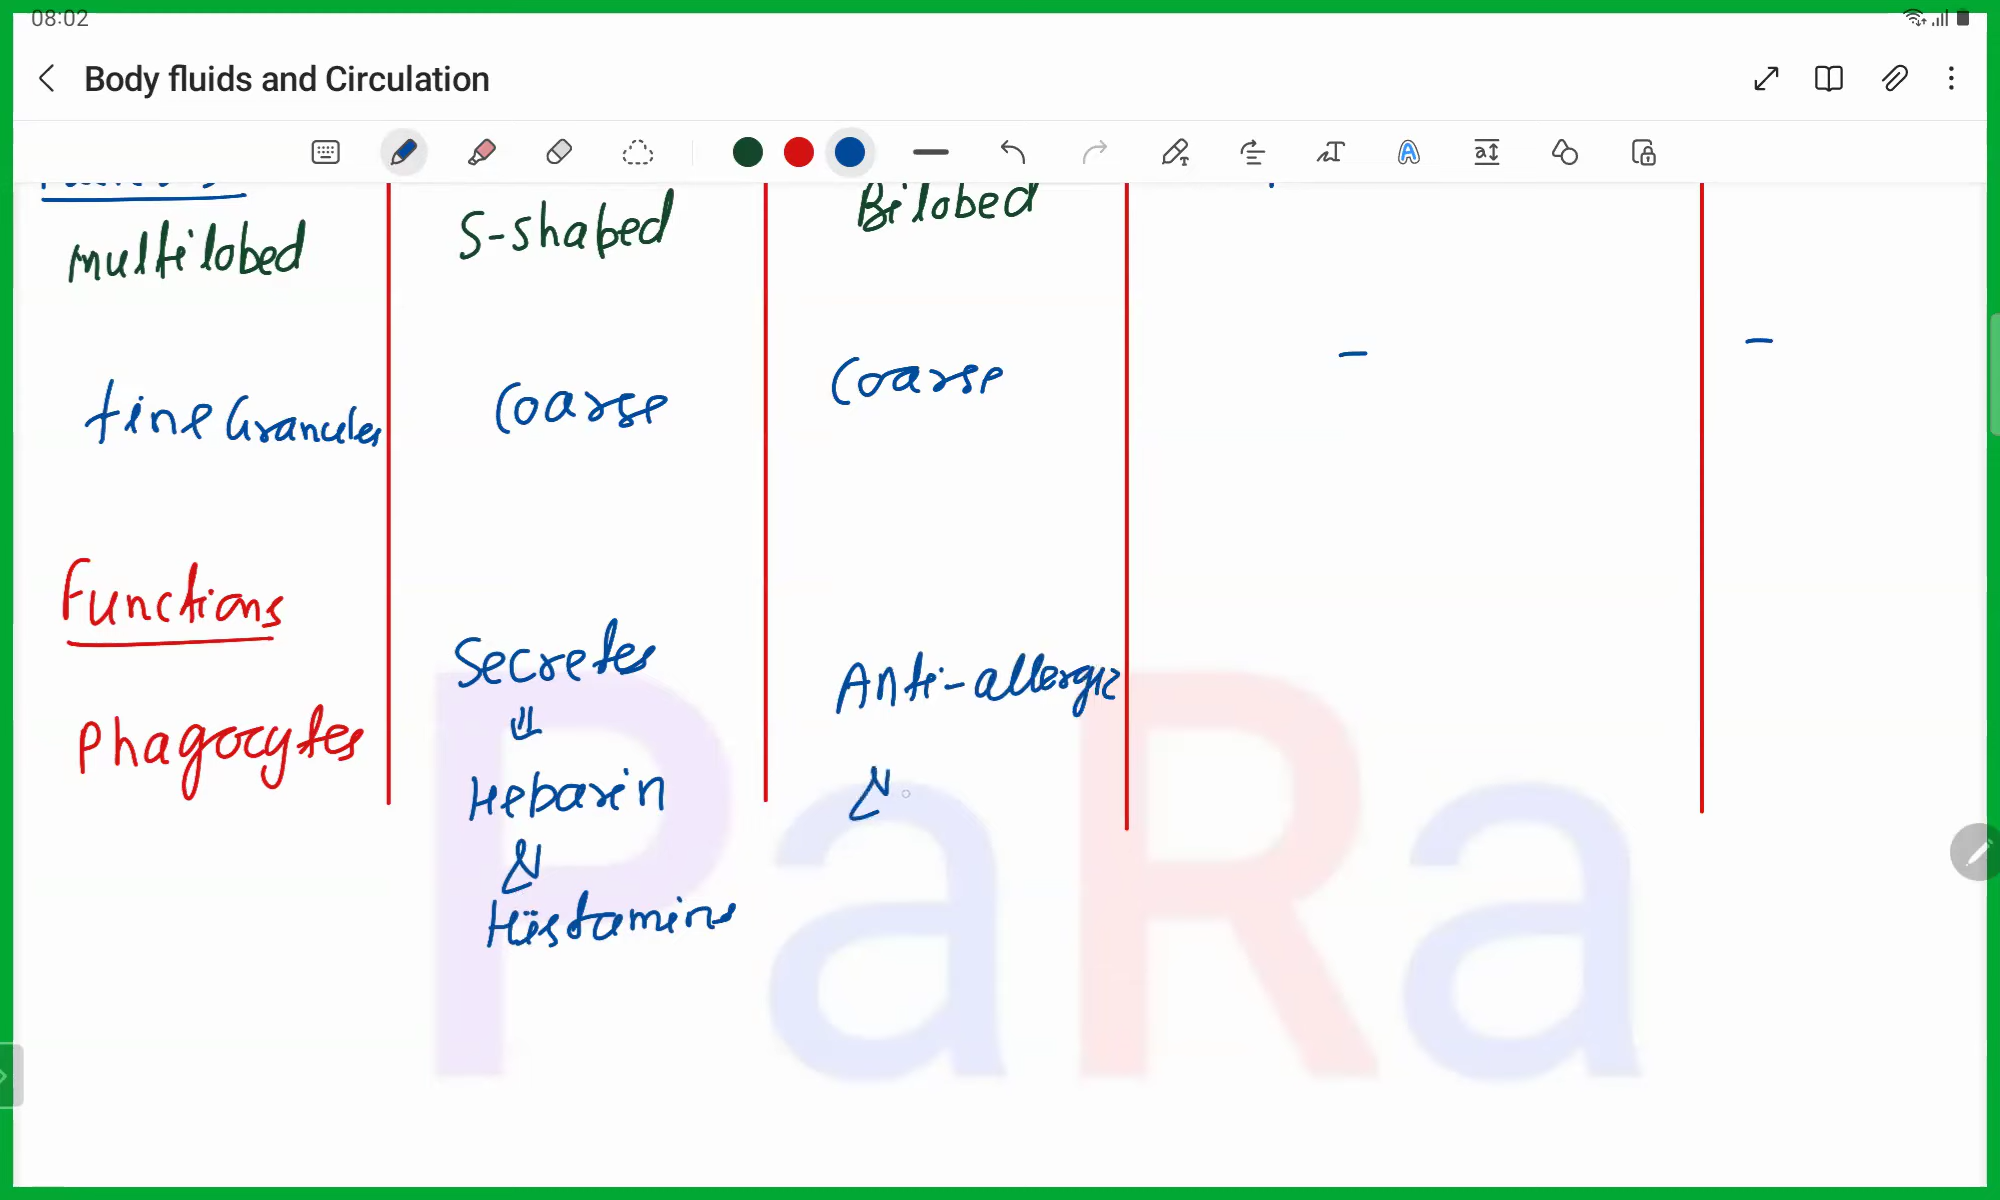 08:02
Body fluids and Circulation
Multilobed
S-shaped
Bilobed
fine Granules
Coarse
Coarse
-
-
Functions
Phagocytes
Secretes
⇓
Heparin
&
Histamine
Anti-allergic
&
PaRa